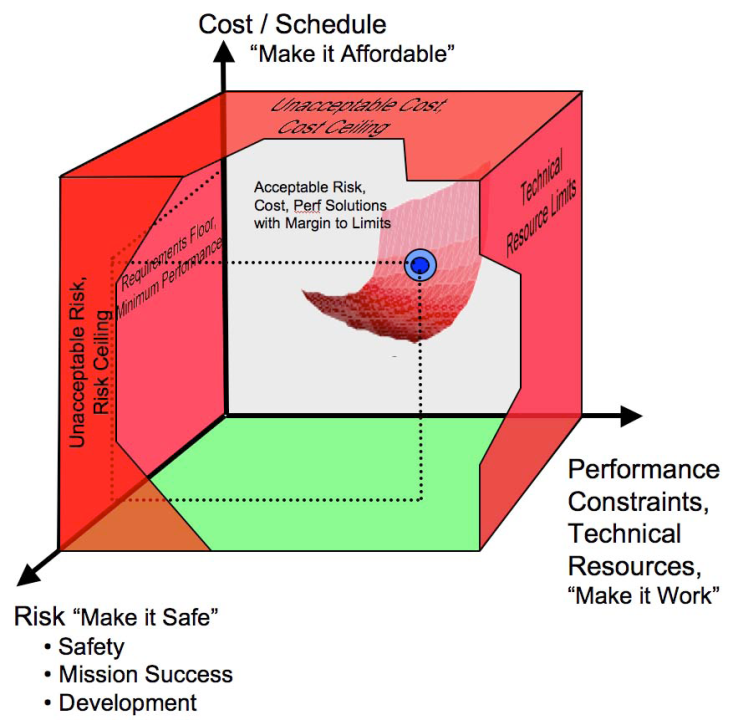 Cost / Schedule
“Make it Affordable”
Unacceptable Cost,
Cost Ceiling
Technical
Resource Limits
Acceptable Risk,
Cost, Perf Solutions
with Margin to Limits
Requirements Floor,
Minimum Performance
Unacceptable Risk,
Risk Ceiling
Performance
Constraints,
Technical
Resources,
“Make it Work”
Risk “Make it Safe”
• Safety
• Mission Success
• Development